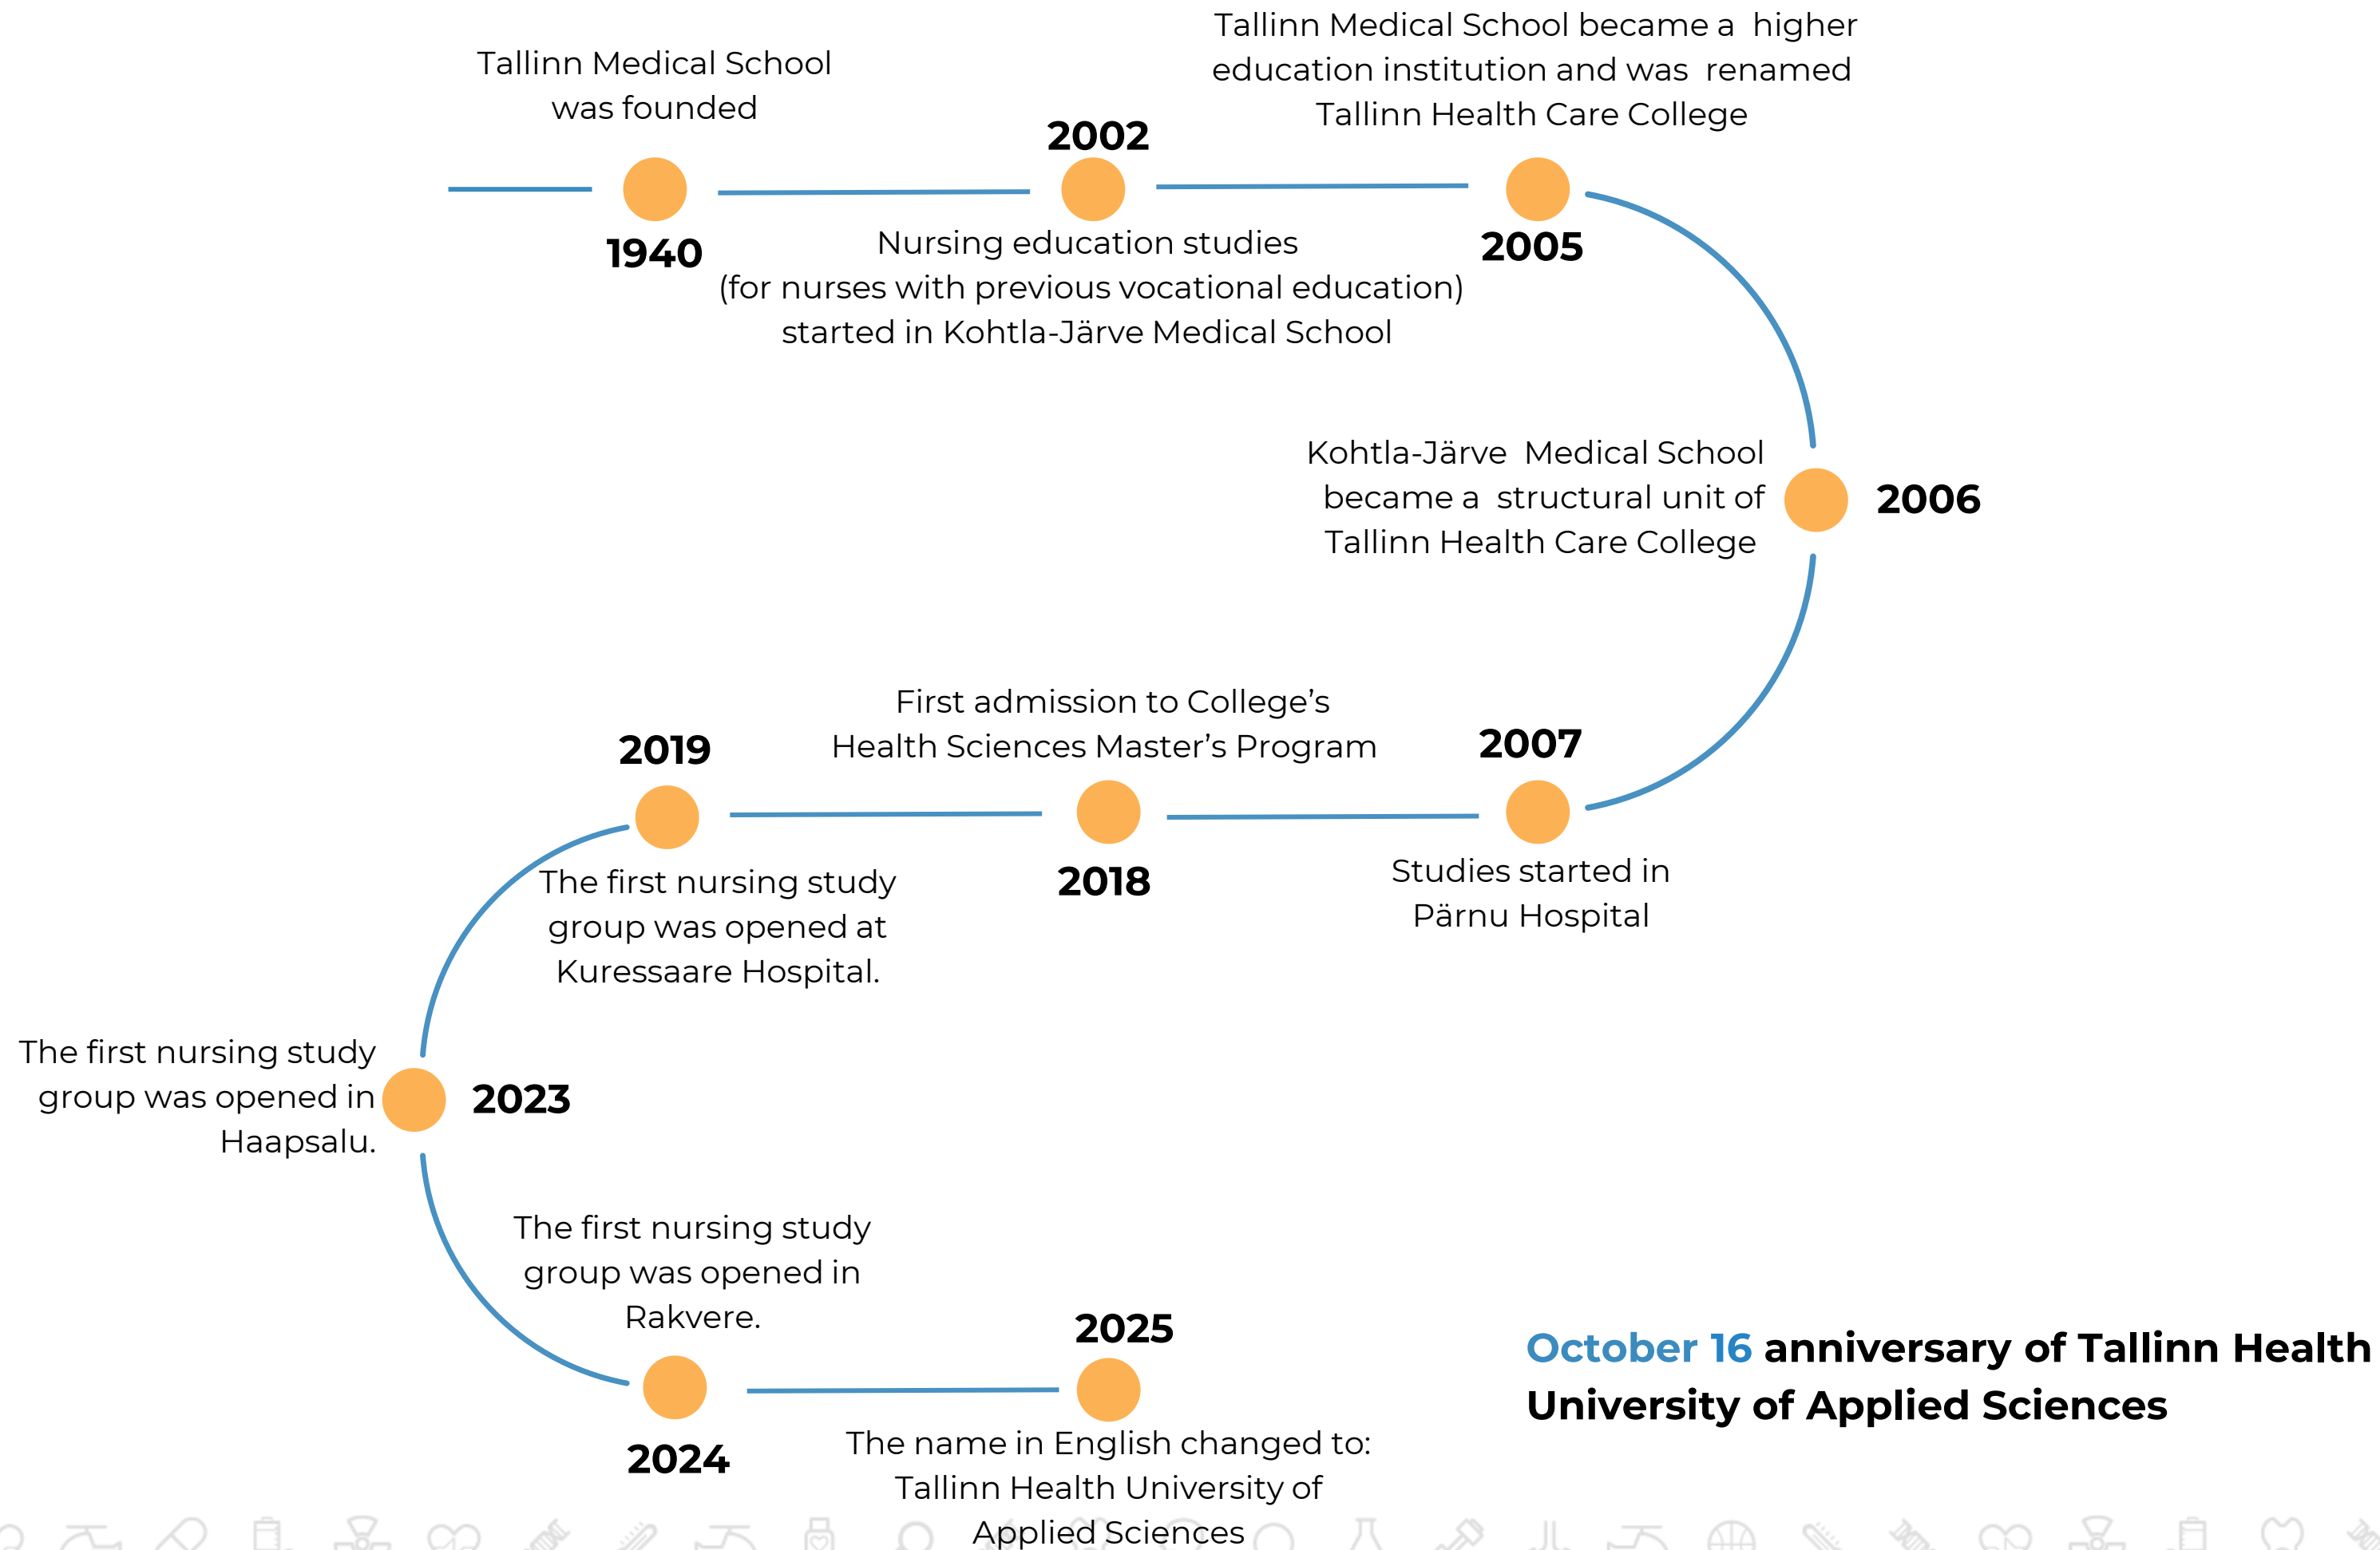 Tallinn Medical School
was founded
1940
2002
Nursing education studies
(for nurses with previous vocational education)
started in Kohtla-Järve Medical School
Tallinn Medical School became a higher
education institution and was renamed
Tallinn Health Care College
2005
Kohtla-Järve Medical School
became a structural unit of
Tallinn Health Care College
2006
2007
Studies started in
Pärnu Hospital
First admission to College’s
Health Sciences Master’s Program
2018
2019
The first nursing study
group was opened at
Kuressaare Hospital.
The first nursing study
group was opened in
Haapsalu.
2023
The first nursing study
group was opened in
Rakvere.
2024
2025
The name in English changed to:
Tallinn Health University of
Applied Sciences
October 16 anniversary of Tallinn Health
University of Applied Sciences